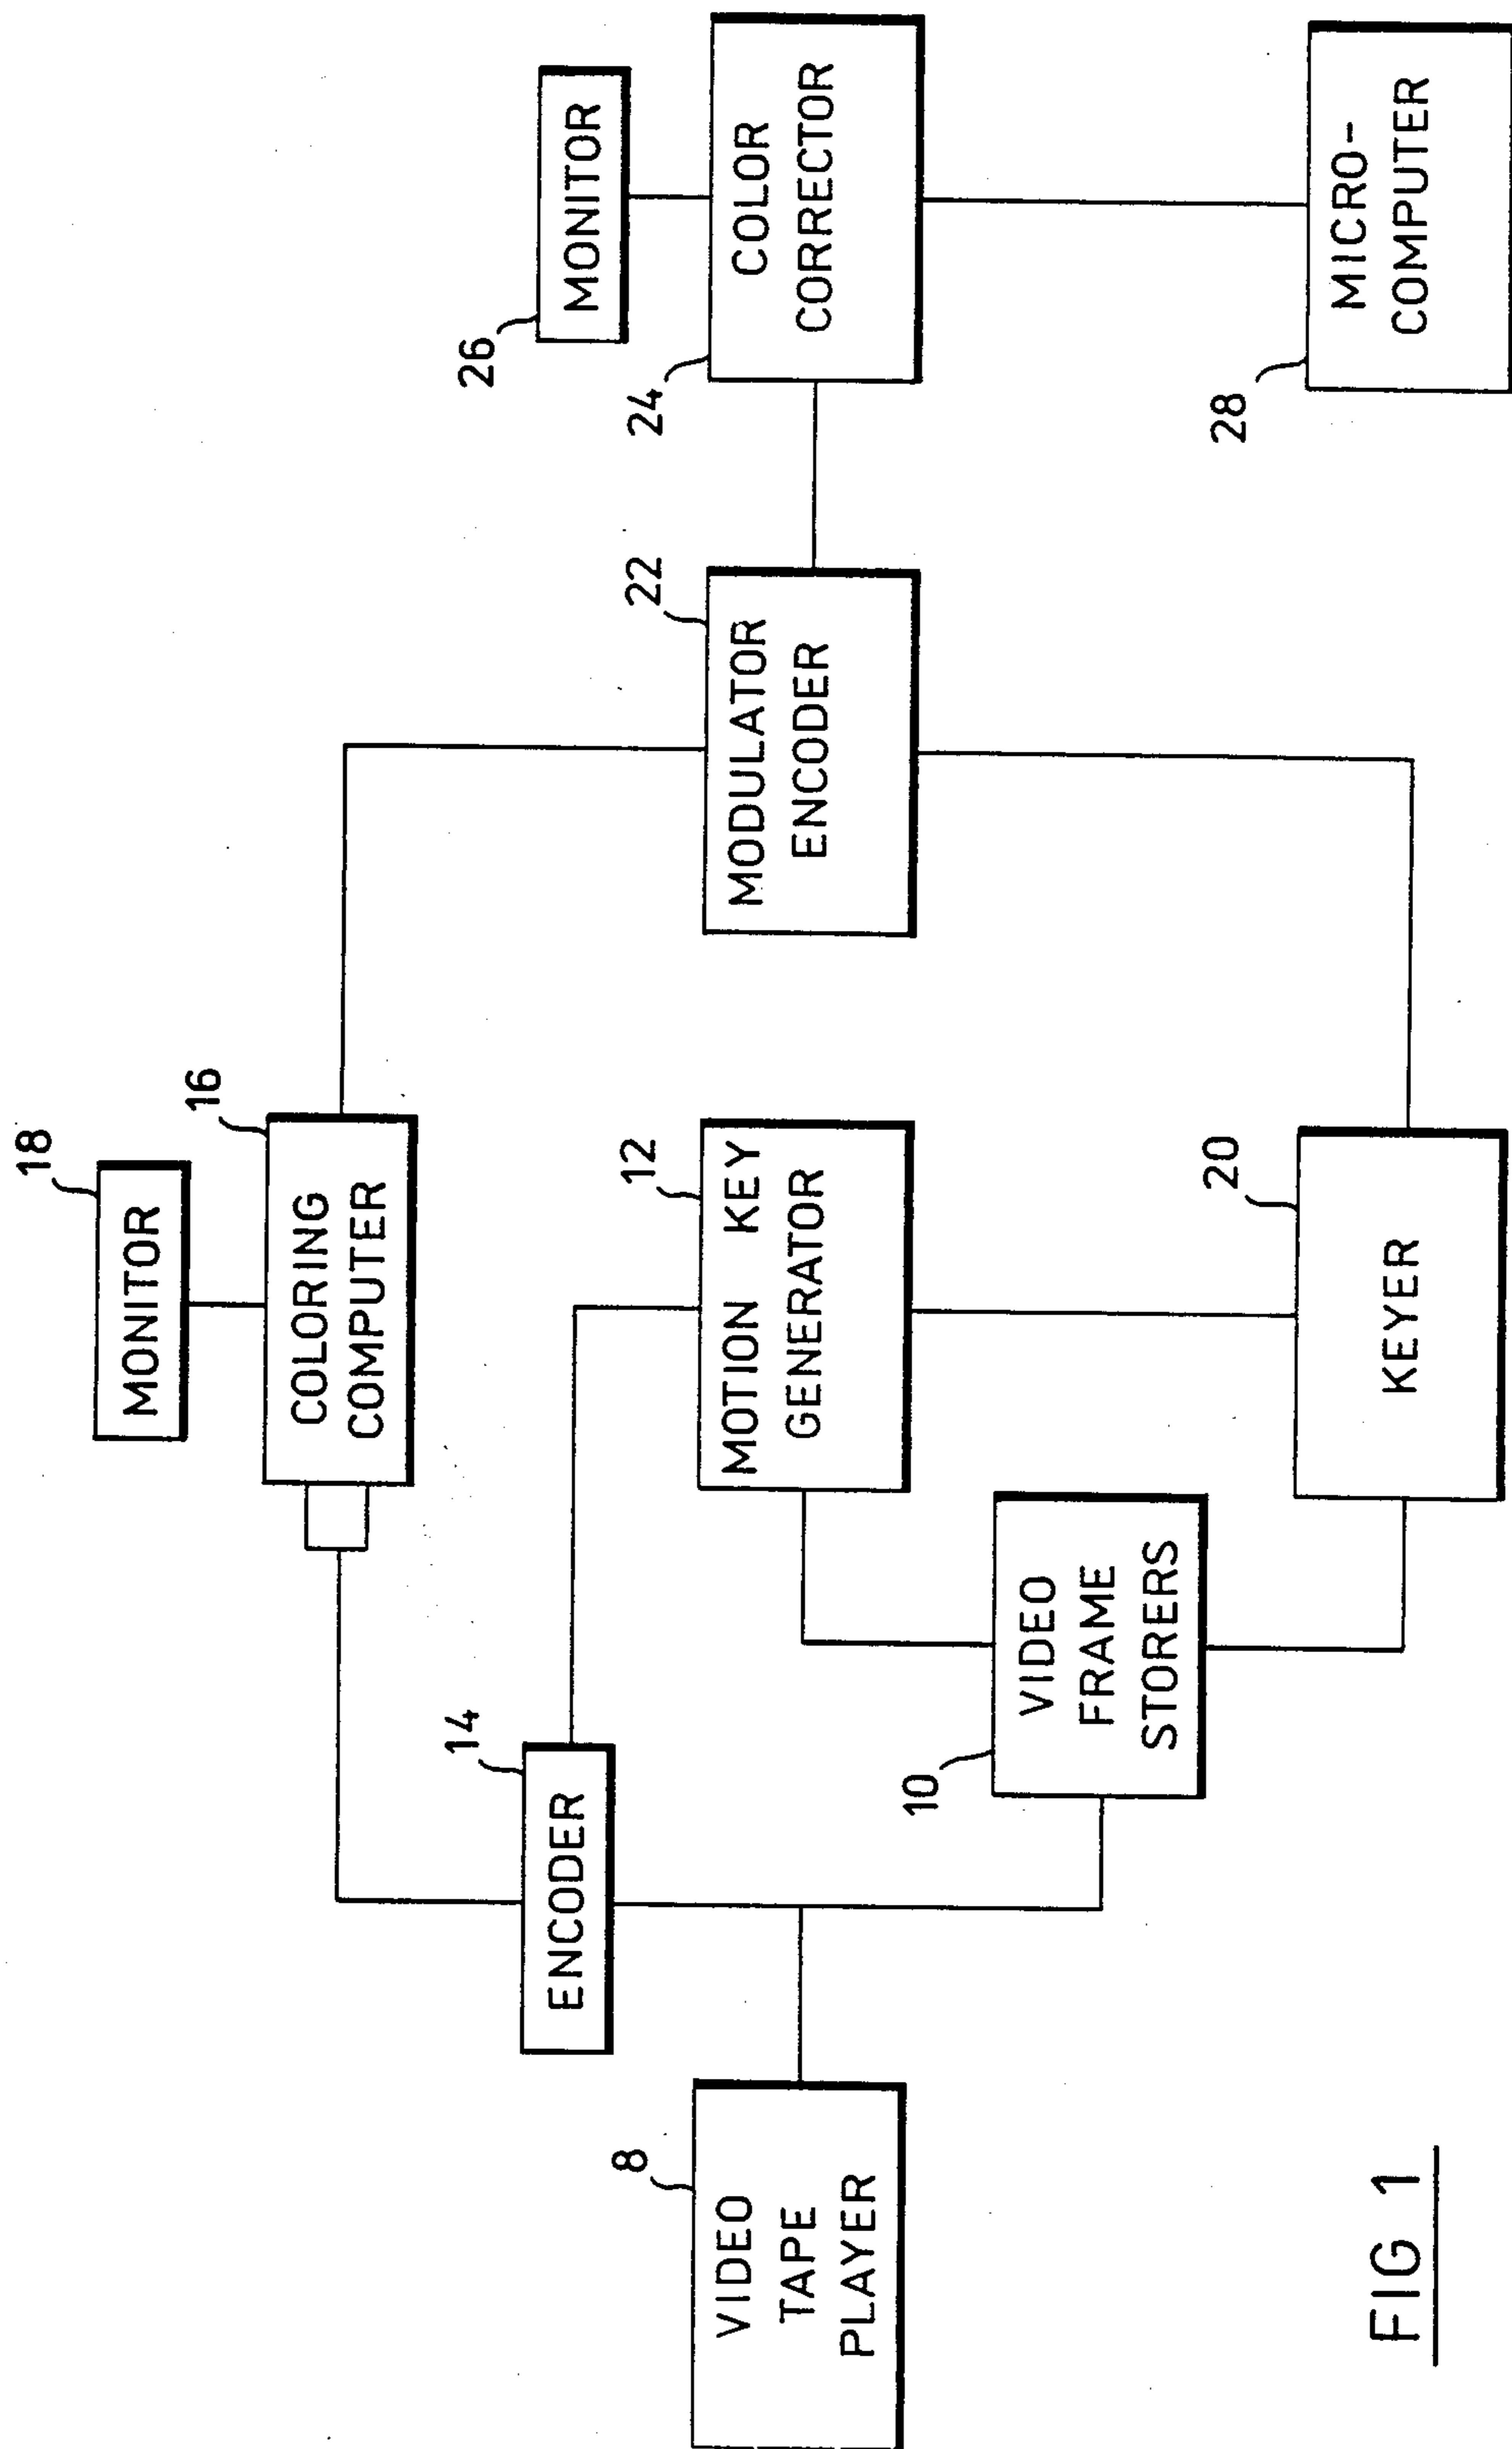 18
MONITOR
16
COLORING
COMPUTER
26
MONITOR
14
ENCODER
12
MOTION KEY
GENERATOR
22
MODULATOR
ENCODER
24
COLOR
CORRECTOR
8
VIDEO
TAPE
PLAYER
10
VIDEO
FRAME
STORERS
20
KEYER
28
MICRO-
COMPUTER
FIG 1